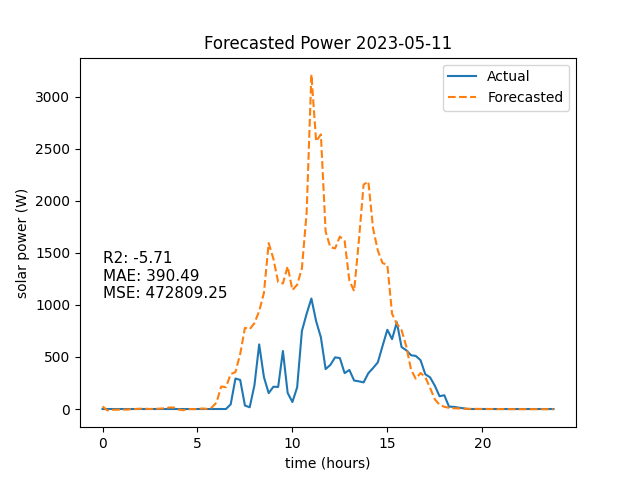 Forecasted Power 2023-05-11
Actual
Forecasted
R2: -5.71
MAE: 390.49
MSE: 472809.25
solar power (W)
3000
2500
2000
1500
1000
500
0
0 5 10 15 20
time (hours)